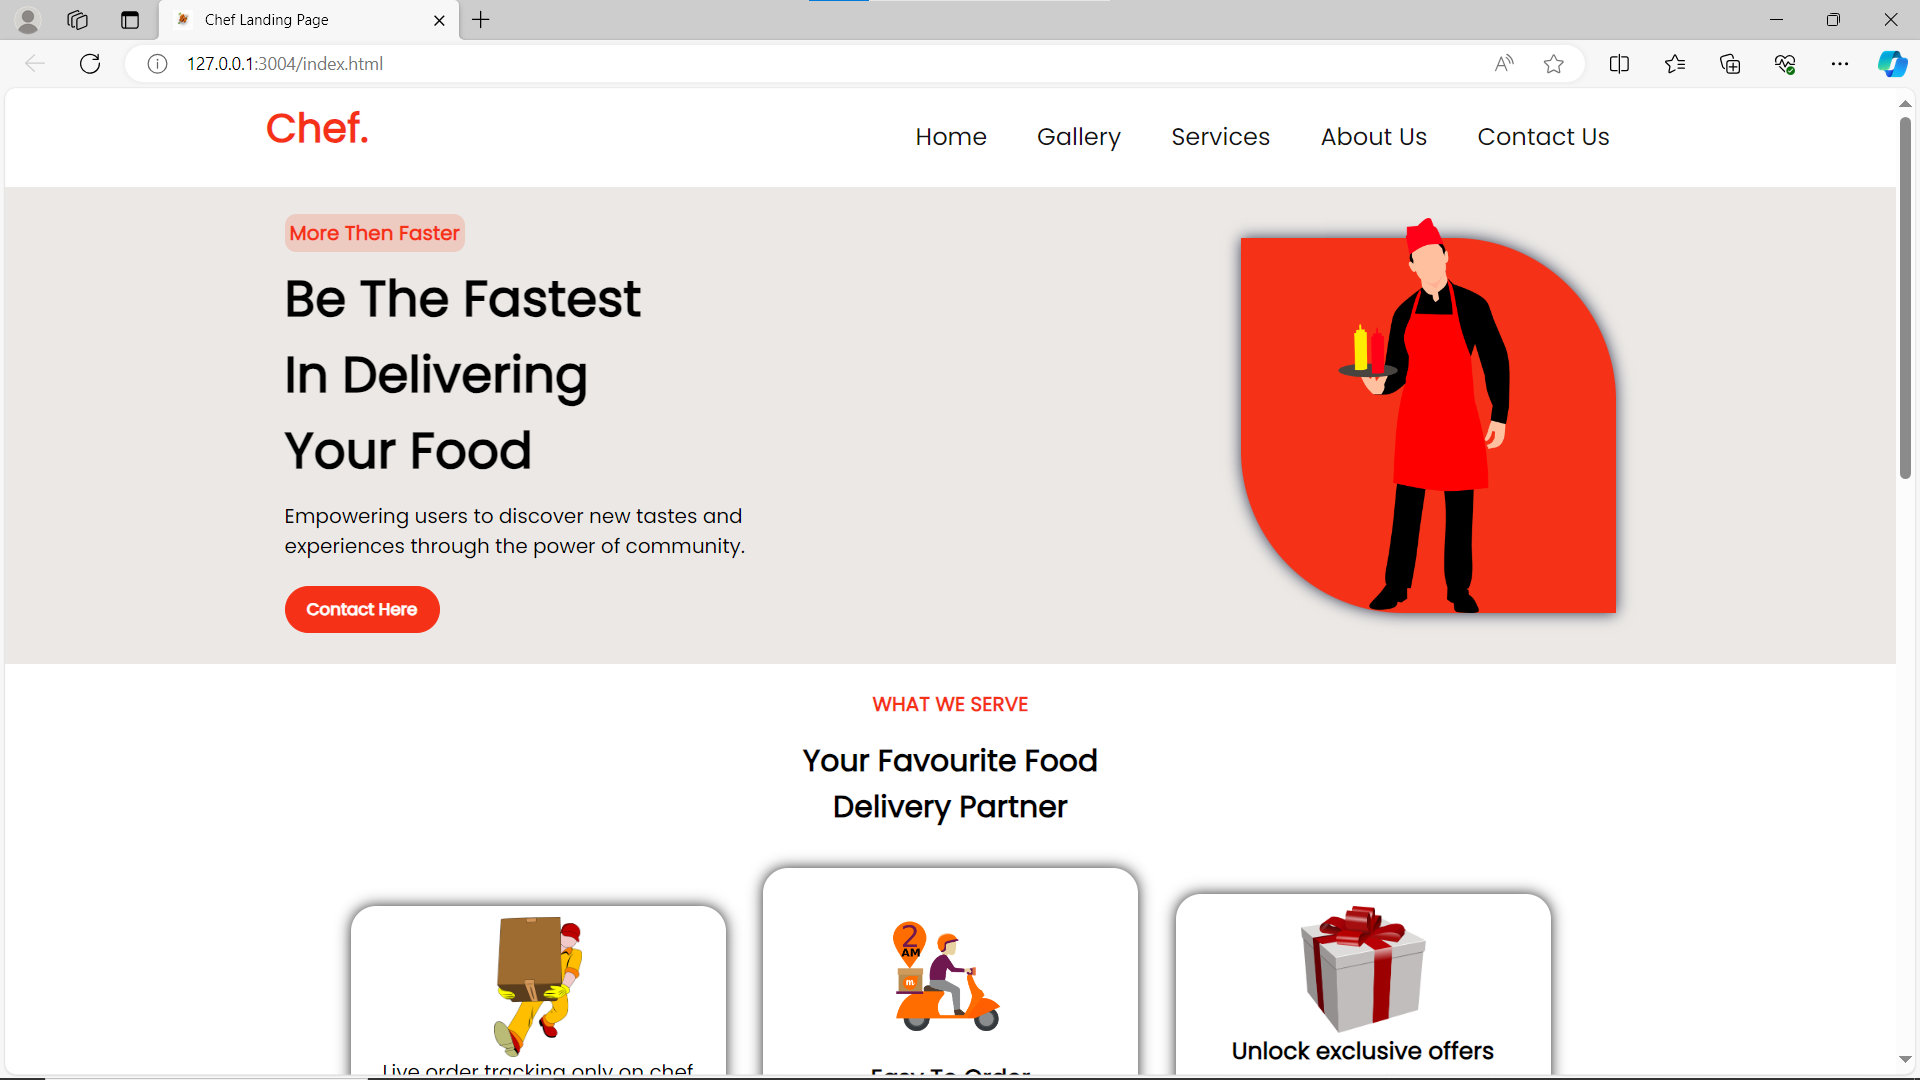 Chef Landing Page
127.0.0.1:3004/index.html
Chef.
Home Gallery Services About Us Contact Us
More Then Faster
Be The Fastest
In Delivering
Your Food
Empowering users to discover new tastes and
experiences through the power of community.
Contact Here
WHAT WE SERVE
Your Favourite Food
Delivery Partner
2
AM
m
Unlock exclusive offers
Live order tracking only on chef
Easy To Order